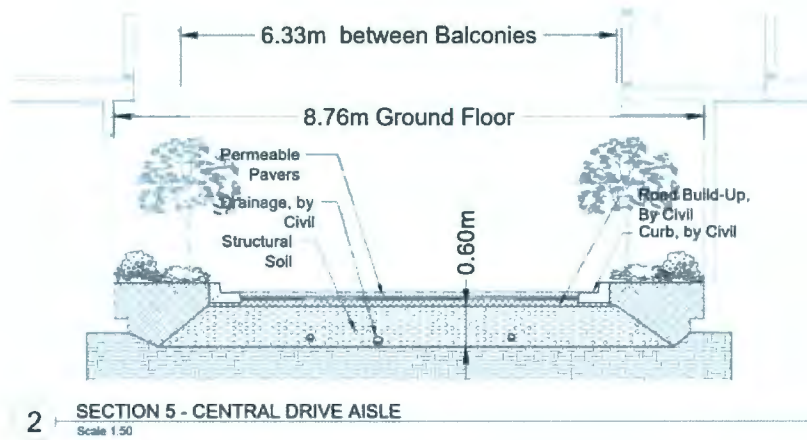 6.33m between Balconies
8.76m Ground Floor
Permeable
Pavers
Drainage, by
Civil
Structural
Soil
0.60m
Road Build-Up,
By Civil
Curb, by Civil
2
SECTION 5 - CENTRAL DRIVE AISLE
Scale 1:50